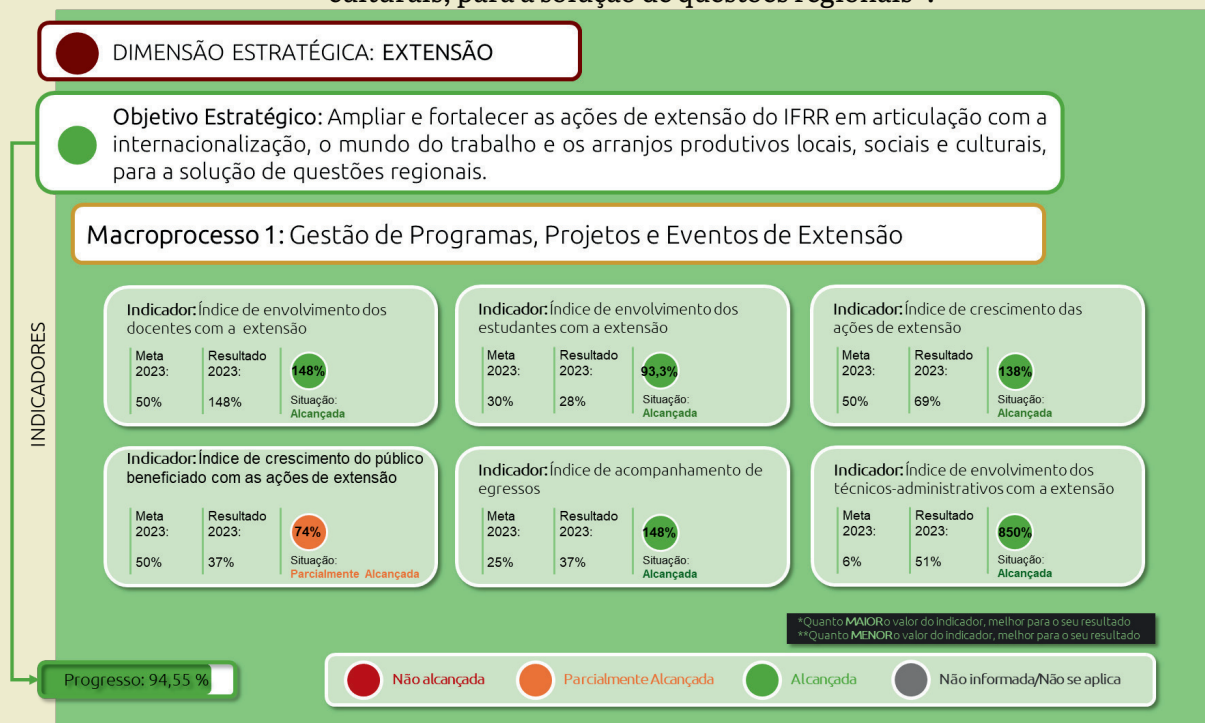 culturais, para a solução de questões regionais".
DIMENSÃO ESTRATÉGICA: EXTENSÃO
Objetivo Estratégico: Ampliar e fortalecer as ações de extensão do IFRR em articulação com a
internacionalização, o mundo do trabalho e os arranjos produtivos locais, sociais e culturais,
para a solução de questões regionais.
Macroprocesso 1: Gestão de Programas, Projetos e Eventos de Extensão
INDICADORES
Indicador: Índice de envolvimento dos
docentes com a extensão
Meta
2023:
50%
Resultado
2023:
148%
148%
Situação:
Alcançada
Indicador: Índice de envolvimento dos
estudantes com a extensão
Meta
2023:
30%
Resultado
2023:
28%
93,3%
Situação:
Alcançada
Indicador: Índice de crescimento das
ações de extensão
Meta
2023:
50%
Resultado
2023:
69%
138%
Situação:
Alcançada
Indicador: Índice de crescimento do público
beneficiado com as ações de extensão
Meta
2023:
50%
Resultado
2023:
37%
74%
Situação:
Parcialmente Alcançada
Indicador: Índice de acompanhamento de
egressos
Meta
2023:
25%
Resultado
2023:
37%
148%
Situação:
Alcançada
Indicador: Índice de envolvimento dos
técnicos-administrativos com a extensão
Meta
2023:
6%
Resultado
2023:
51%
850%
Situação:
Alcançada
*Quanto MAIOR o valor do indicador, melhor para o seu resultado
**Quanto MENOR o valor do indicador, melhor para o seu resultado
Progresso: 94,55 %
Não alcançada
Parcialmente Alcançada
Alcançada
Não informada/Não se aplica